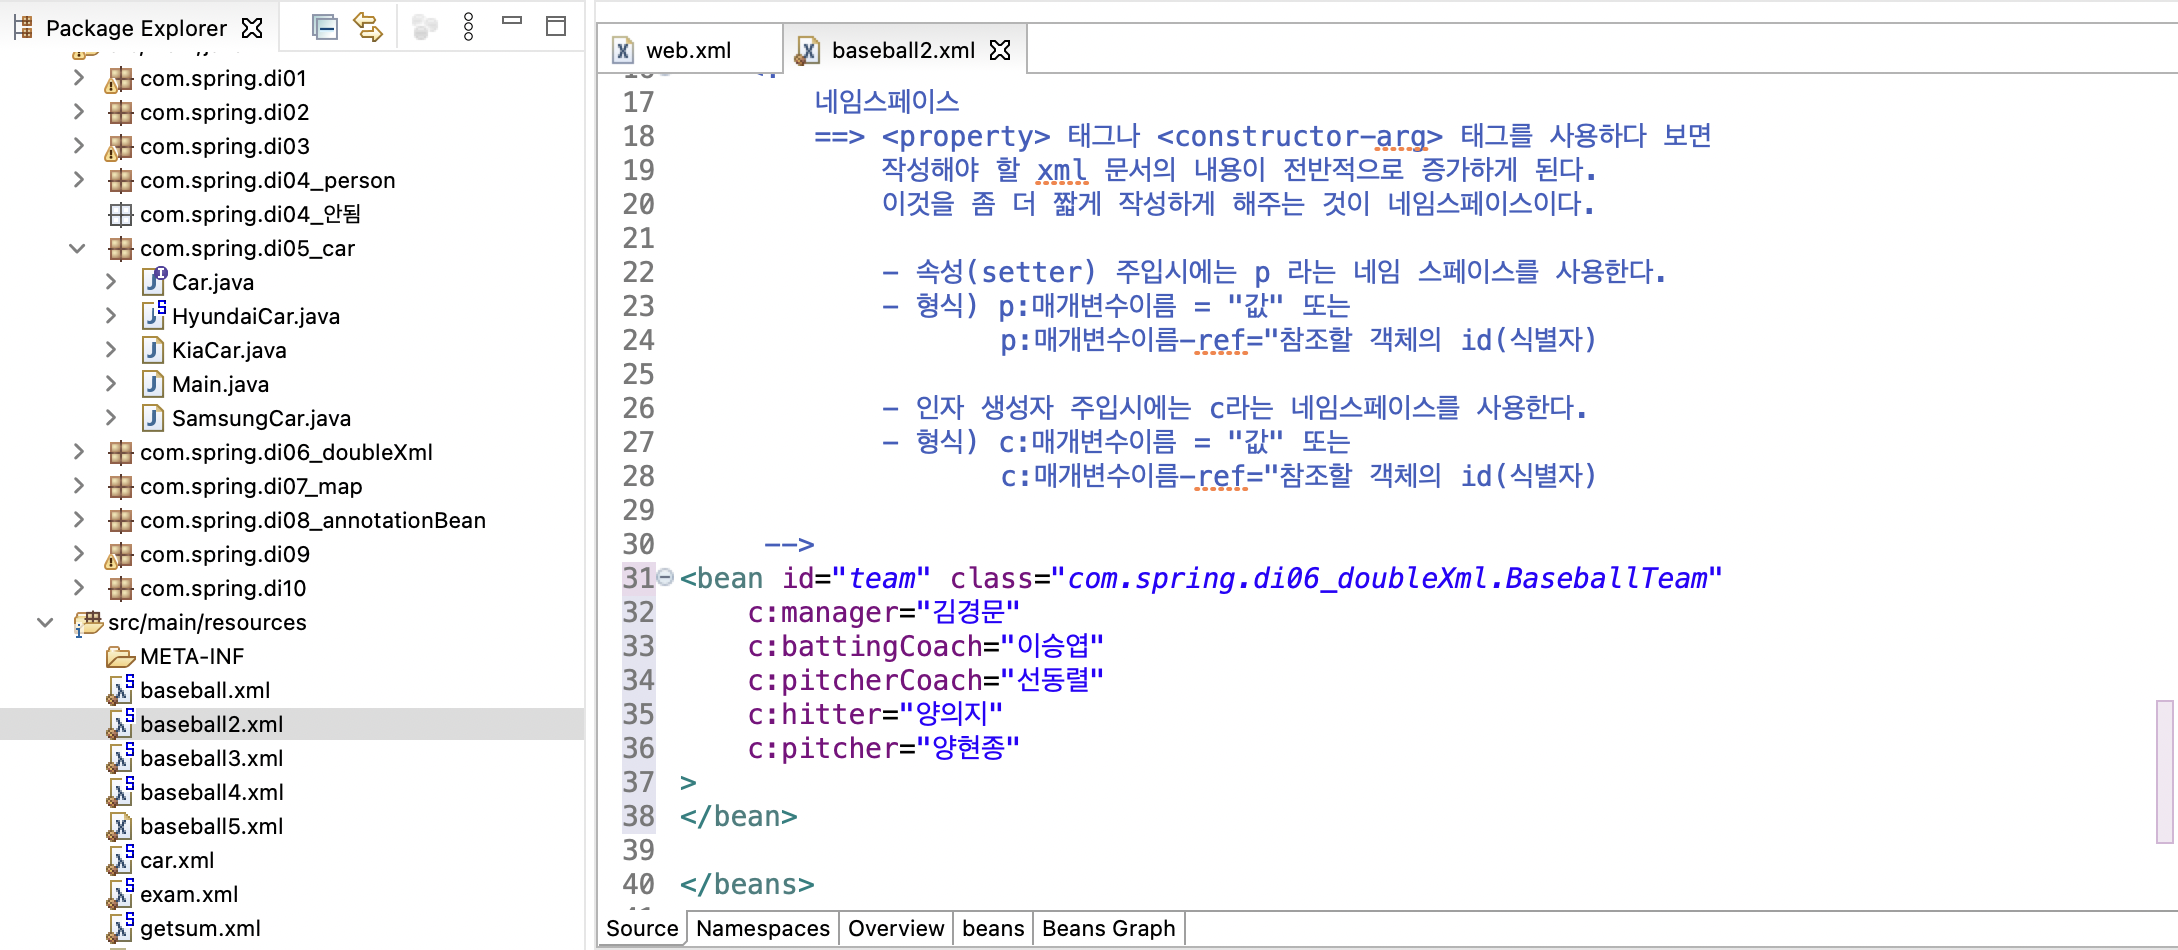 Package Explorer
com.spring.di01
com.spring.di02
com.spring.di03
com.spring.di04_person
com.spring.di04_안됨
com.spring.di05_car
Car.java
HyundaiCar.java
KiaCar.java
Main.java
SamsungCar.java
com.spring.di06_doubleXml
com.spring.di07_map
com.spring.di08_annotationBean
com.spring.di09
com.spring.di10
src/main/resources
META-INF
baseball.xml
baseball2.xml
baseball3.xml
baseball4.xml
baseball5.xml
car.xml
exam.xml
getsum.xml
web.xml
baseball2.xml
17 네임스페이스
18 ==> <property> 태그나 <constructor-arg> 태그를 사용하다 보면
19 작성해야 할 xml 문서의 내용이 전반적으로 증가하게 된다.
20 이것을 좀 더 짧게 작성하게 해주는 것이 네임스페이스이다.
21
22 - 속성(setter) 주입시에는 p 라는 네임 스페이스를 사용한다.
23 - 형식) p:매개변수이름 = "값" 또는
24 p:매개변수이름-ref="참조할 객체의 id(식별자)
25
26 - 인자 생성자 주입시에는 c라는 네임스페이스를 사용한다.
27 - 형식) c:매개변수이름 = "값" 또는
28 c:매개변수이름-ref="참조할 객체의 id(식별자)
29
30 -->
31 <bean id="team" class="com.spring.di06_doubleXml.BaseballTeam"
32 c:manager="김경문"
33 c:battingCoach="이승엽"
34 c:pitcherCoach="선동렬"
35 c:hitter="양의지"
36 c:pitcher="양현종"
37 >
38 </bean>
39
40 </beans>
Source Namespaces Overview beans Beans Graph